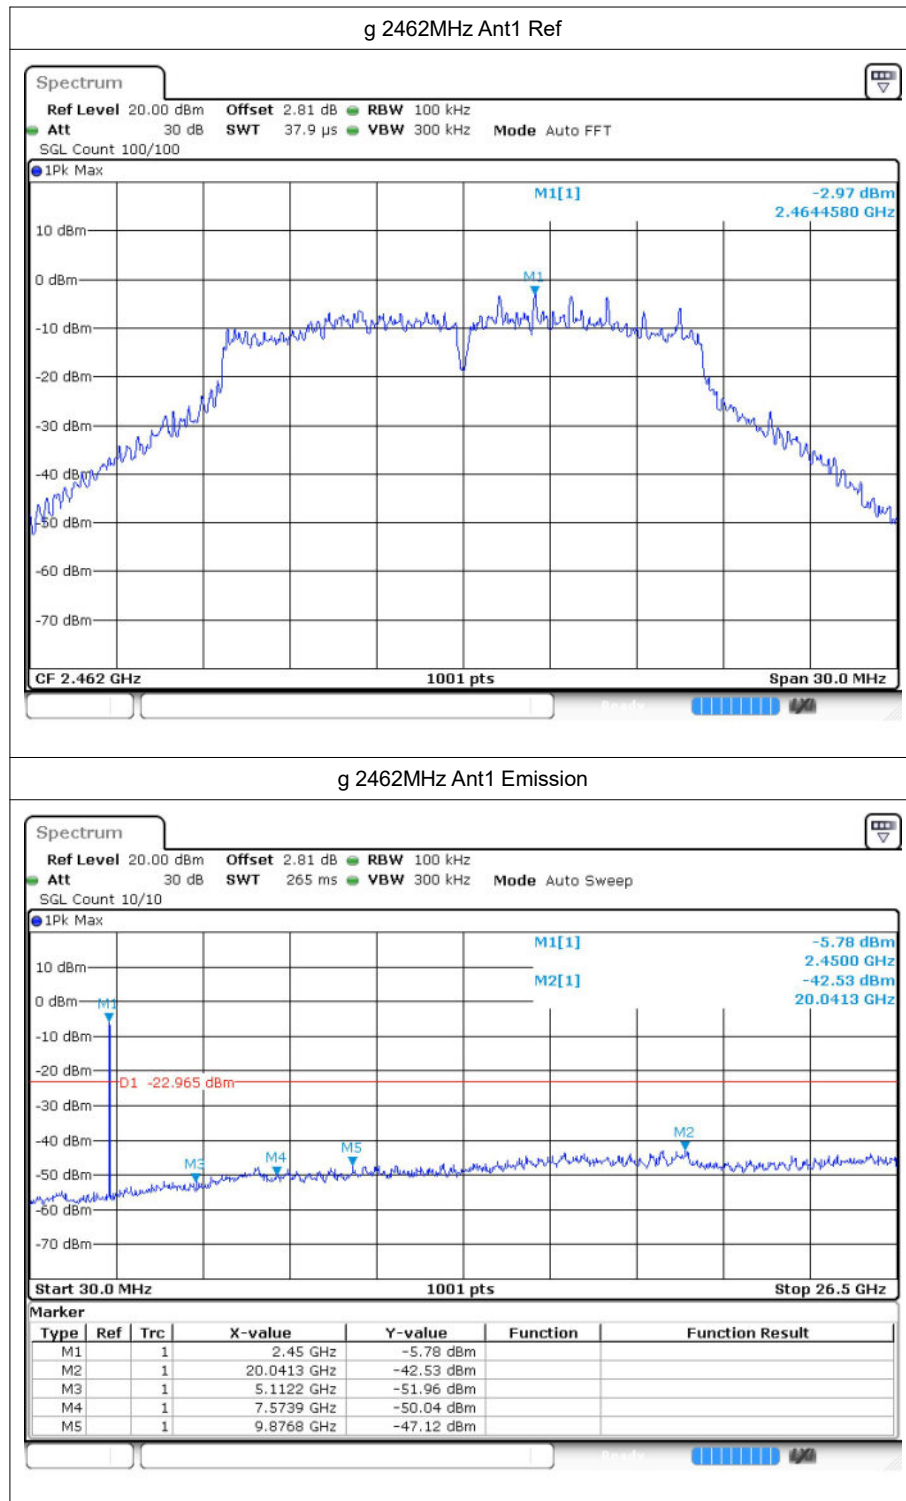 g 2462MHz Ant1 Ref
Spectrum
Ref Level 20.00 dBm Offset 2.81 dB RBW 100 kHz
Att 30 dB SWT 37.9 µs VBW 300 kHz Mode Auto FFT
SGL Count 100/100
1Pk Max
M1[1] -2.97 dBm
2.4644580 GHz
10 dBm
0 dBm
M1
-10 dBm
-20 dBm
-30 dBm
-40 dBm
-50 dBm
-60 dBm
-70 dBm
CF 2.462 GHz 1001 pts Span 30.0 MHz
Ready
g 2462MHz Ant1 Emission
Spectrum
Ref Level 20.00 dBm Offset 2.81 dB RBW 100 kHz
Att 30 dB SWT 265 ms VBW 300 kHz Mode Auto Sweep
SGL Count 10/10
1Pk Max
M1[1] -5.78 dBm
2.4500 GHz
10 dBm
M2[1] -42.53 dBm
20.0413 GHz
0 dBm
M1
-10 dBm
-20 dBm
D1 -22.965 dBm
-30 dBm
-40 dBm
M2
M5
M4
M3
-50 dBm
-60 dBm
-70 dBm
Start 30.0 MHz 1001 pts Stop 26.5 GHz
Marker
Type Ref Trc X-value Y-value Function Function Result
M1 1 2.45 GHz -5.78 dBm
M2 1 20.0413 GHz -42.53 dBm
M3 1 5.1122 GHz -51.96 dBm
M4 1 7.5739 GHz -50.04 dBm
M5 1 9.8768 GHz -47.12 dBm
Ready